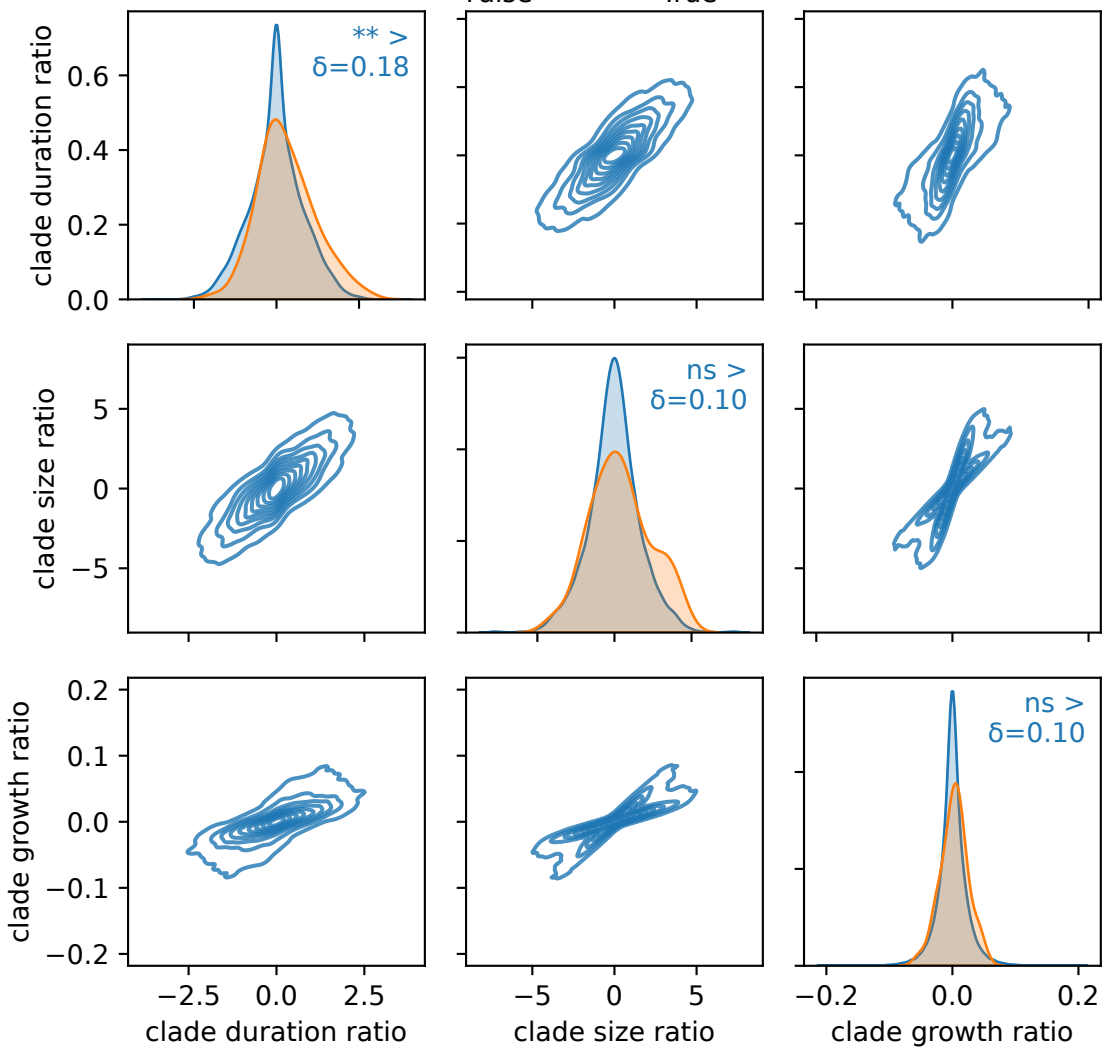 clade duration ratio
0.6
0.4
0.2
0.0
** >
δ=0.18
clade size ratio
5
0
−5
ns >
δ=0.10
clade growth ratio
0.2
0.1
0.0
−0.1
−0.2
ns >
δ=0.10
−2.5 0.0 2.5
−5 0 5
−0.2 0.0 0.2
clade duration ratio
clade size ratio
clade growth ratio